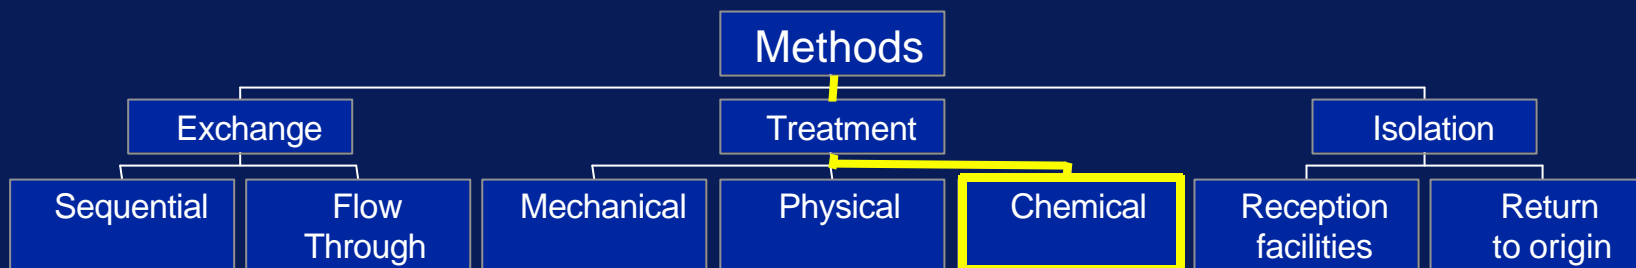 Methods
Exchange
Treatment
Isolation
Sequential
Flow
Through
Mechanical
Physical
Chemical
Reception
facilities
Return
to origin